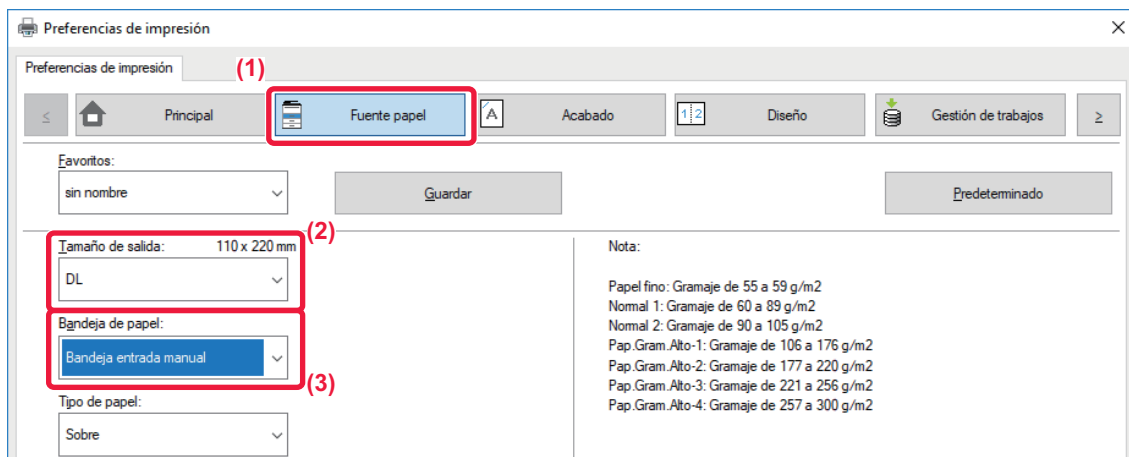 Preferencias de impresión
Preferencias de impresión
(1)
≤ Principal Fuente papel A Acabado 1 2 Diseño Gestión de trabajos ≥
Favoritos:
sin nombre Guardar Predeterminado
(2)
Tamaño de salida: 110 x 220 mm
DL
Bandeja de papel:
Bandeja entrada manual
(3)
Tipo de papel:
Sobre
Nota:
Papel fino: Gramaje de 55 a 59 g/m2
Normal 1: Gramaje de 60 a 89 g/m2
Normal 2: Gramaje de 90 a 105 g/m2
Pap.Gram.Alto-1: Gramaje de 106 a 176 g/m2
Pap.Gram.Alto-2: Gramaje de 177 a 220 g/m2
Pap.Gram.Alto-3: Gramaje de 221 a 256 g/m2
Pap.Gram.Alto-4: Gramaje de 257 a 300 g/m2